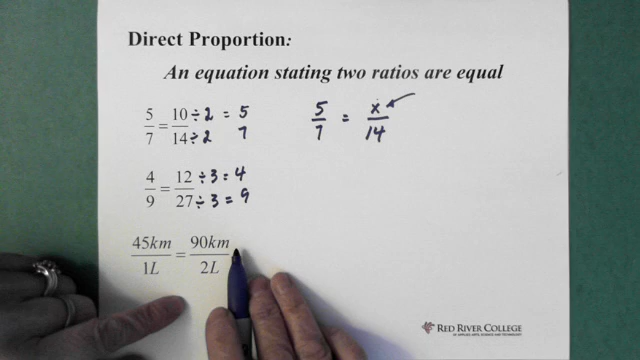 Direct Proportion:
An equation stating two ratios are equal
5/7 = 10/14 ÷2/÷2 = 5/7
5/7 = x/14
4/9 = 12/27 ÷3/÷3 = 4/9
45km/1L = 90km/2L
RED RIVER COLLEGE
OF APPLIED ARTS, SCIENCE AND TECHNOLOGY